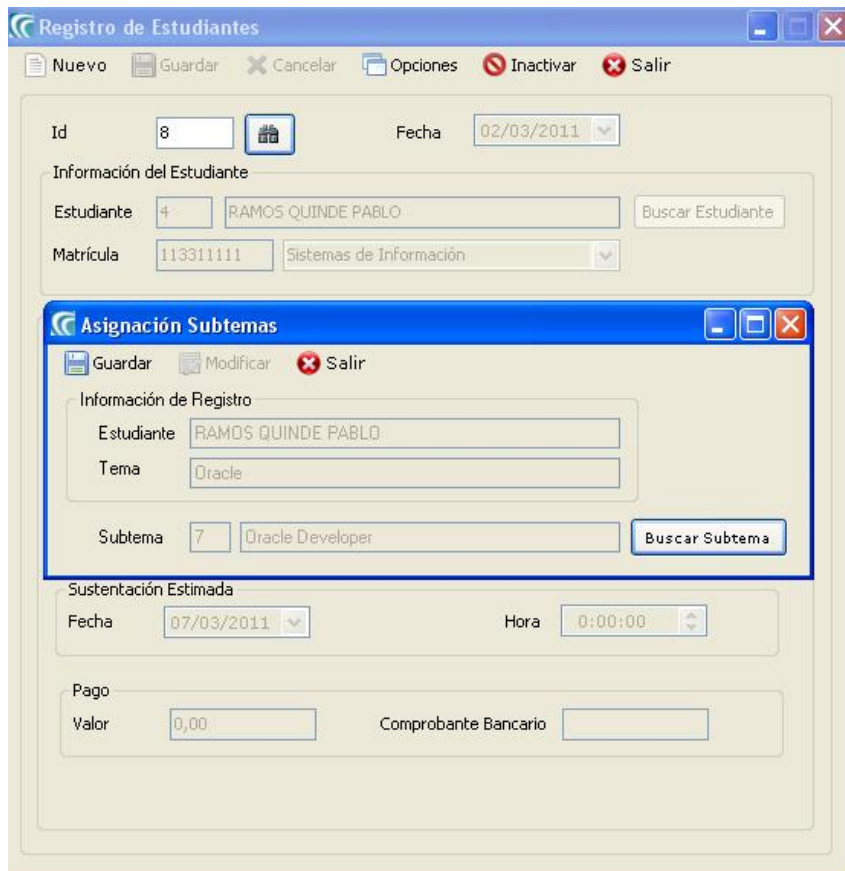 Registro de Estudiantes
Nuevo Guardar Cancelar Opciones Inactivar Salir
Id 8 Fecha 02/03/2011
Información del Estudiante
Estudiante 4 RAMOS QUINDE PABLO Buscar Estudiante
Matrícula 113311111 Sistemas de Información
Asignación Subtemas
Guardar Modificar Salir
Información de Registro
Estudiante RAMOS QUINDE PABLO
Tema Oracle
Subtema 7 Oracle Developer Buscar Subtema
Sustentación Estimada
Fecha 07/03/2011 Hora 0:00:00
Pago
Valor 0,00 Comprobante Bancario